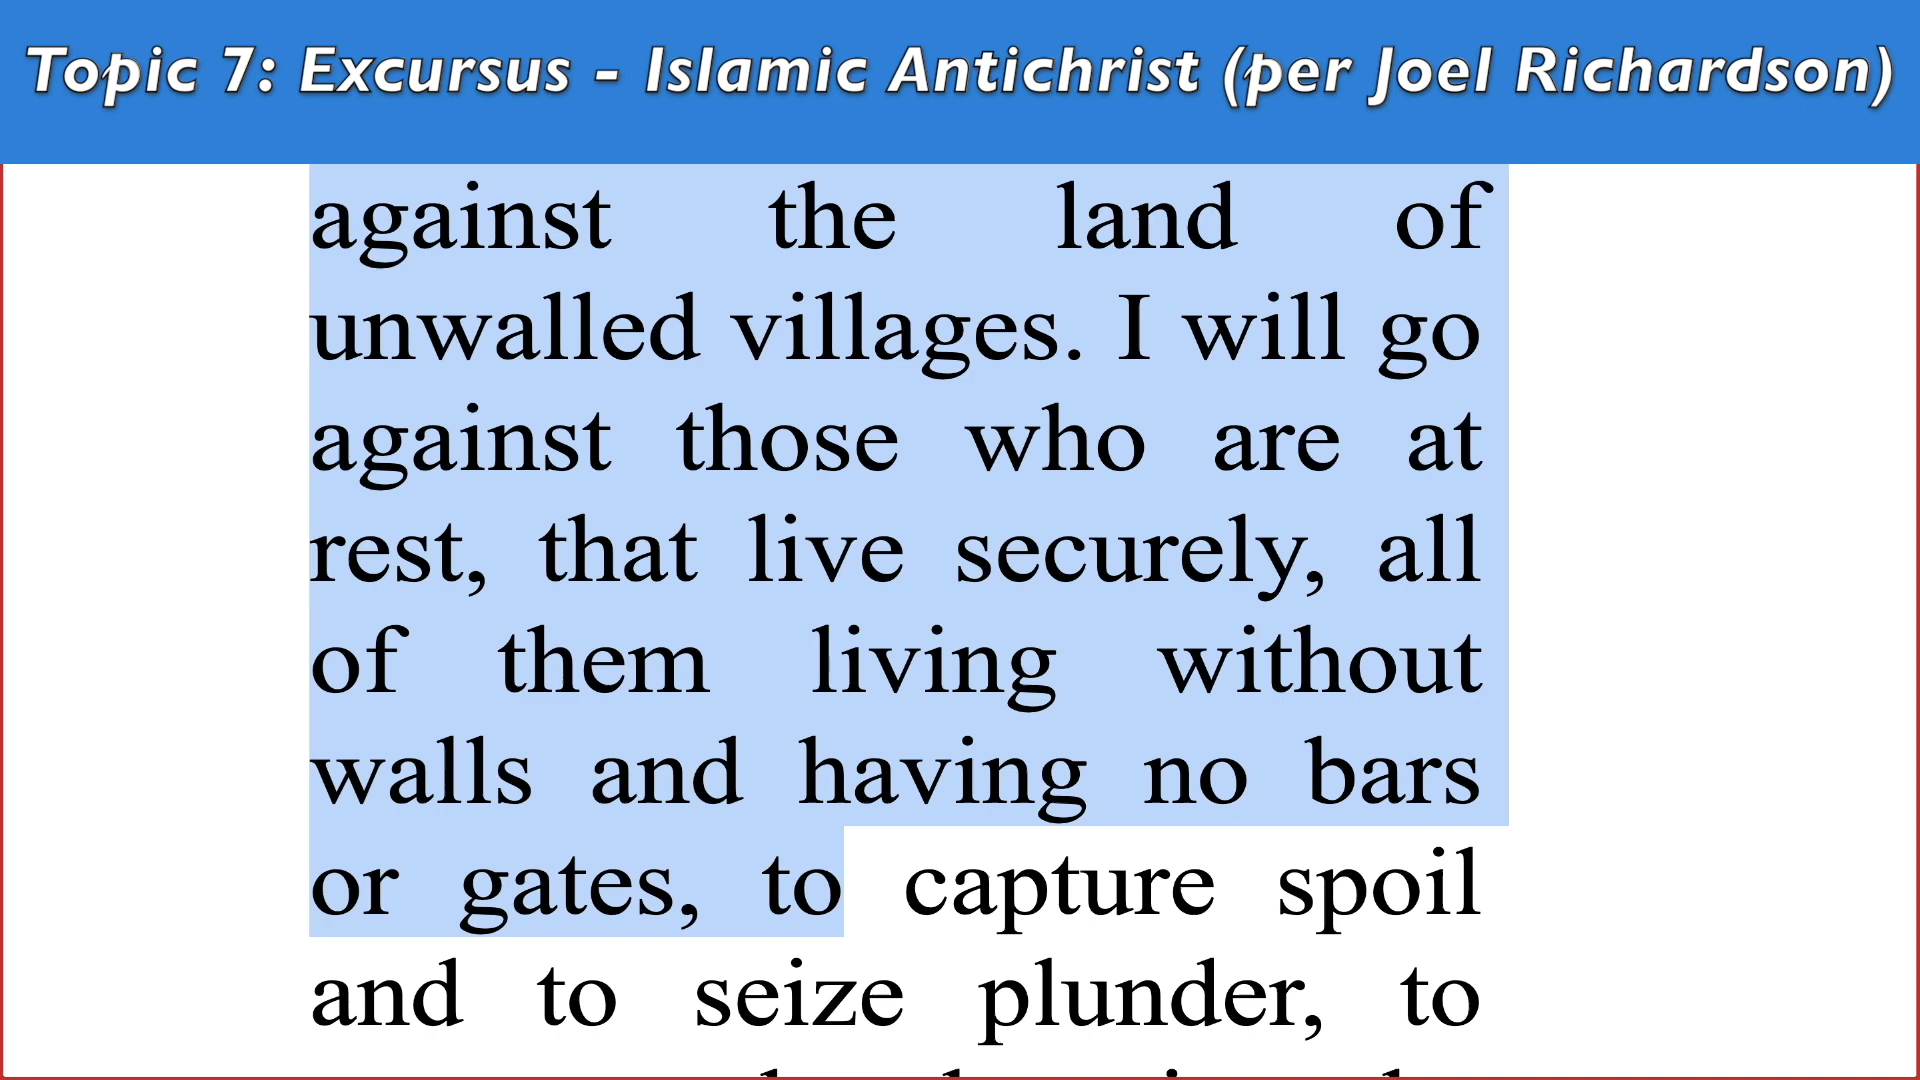 Topic 7: Excursus - Islamic Antichrist (per Joel Richardson)
against the land of
unwalled villages. I will go
against those who are at
rest, that live securely, all
of them living without
walls and having no bars
or gates, to capture spoil
and to seize plunder, to